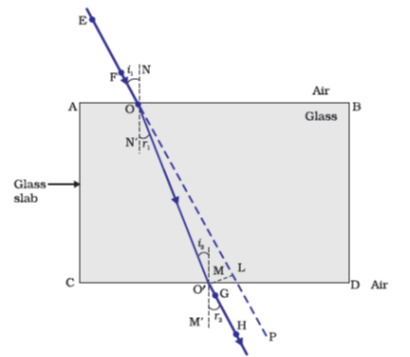 E
F i₁ N
Air
A O B
Glass
N′ r₁
Glass
slab
i₂
M L
C O′ D Air
G
M′ r₂ H P